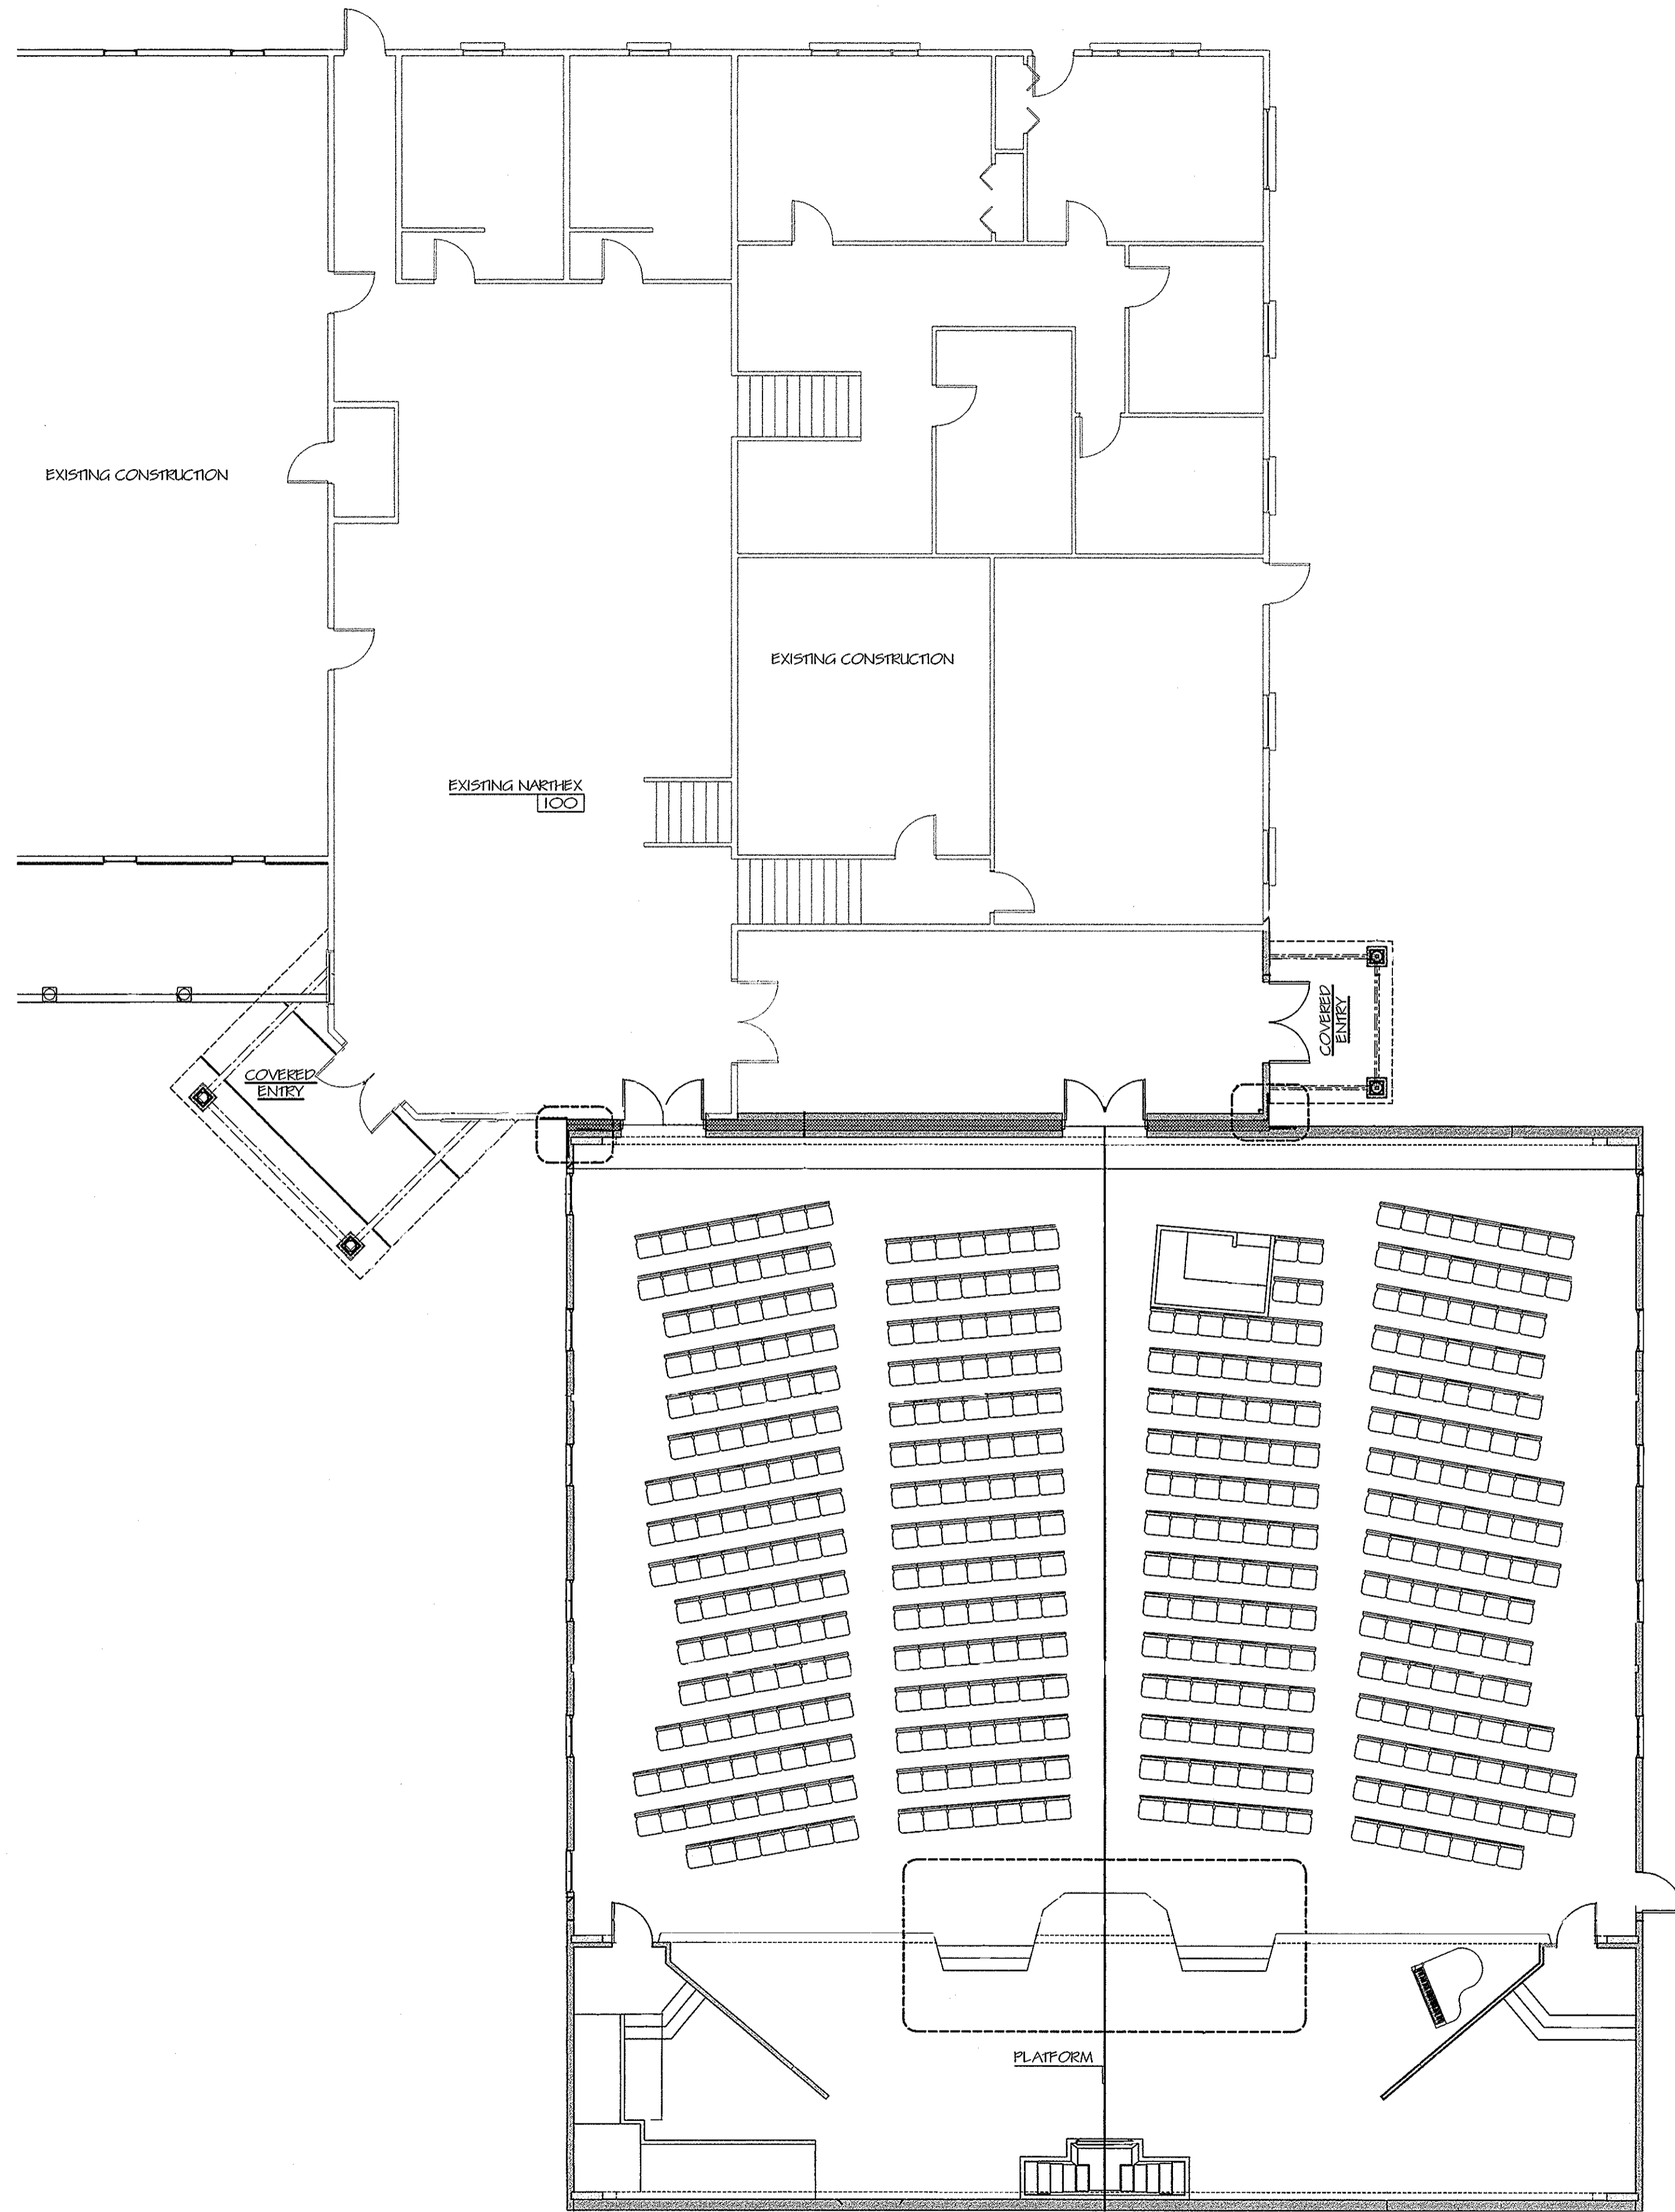 EXISTING CONSTRUCTION
EXISTING CONSTRUCTION
EXISTING NARTHEX
100
COVERED
ENTRY
COVERED
ENTRY
PLATFORM